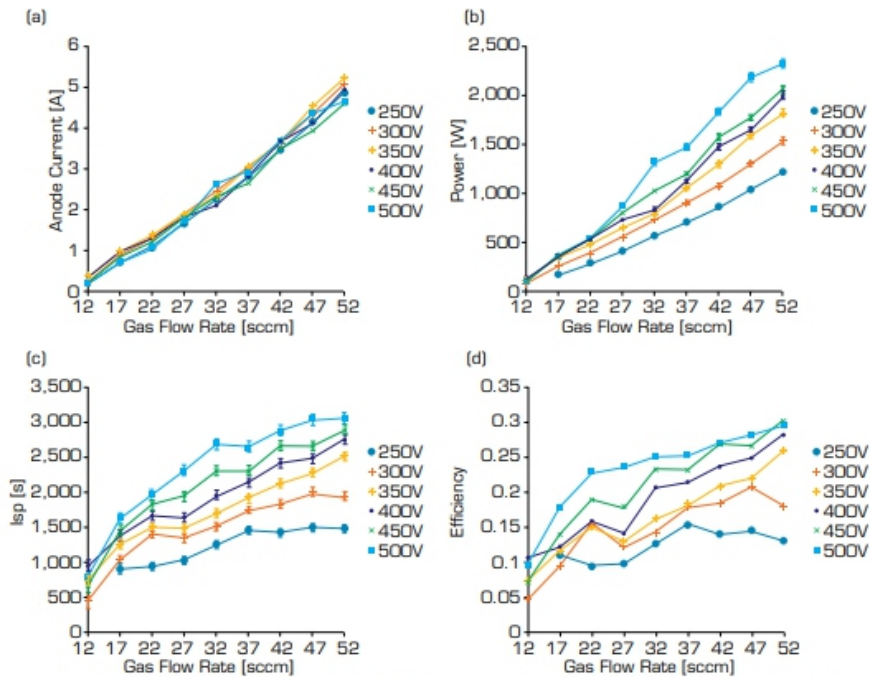 (a)
Anode Current [A]
6
5
4
3
2
1
0
12 17 22 27 32 37 42 47 52
Gas Flow Rate [sccm]
250V
300V
350V
400V
450V
500V
(b)
Power [W]
2,500
2,000
1,500
1,000
500
0
12 17 22 27 32 37 42 47 52
Gas Flow Rate [sccm]
250V
300V
350V
400V
450V
500V
(c)
Isp [s]
3,500
3,000
2,500
2,000
1,500
1,000
500
0
12 17 22 27 32 37 42 47 52
Gas Flow Rate [sccm]
250V
300V
350V
400V
450V
500V
(d)
Efficiency
0.35
0.3
0.25
0.2
0.15
0.1
0.05
0
12 17 22 27 32 37 42 47 52
Gas Flow Rate [sccm]
250V
300V
350V
400V
450V
500V